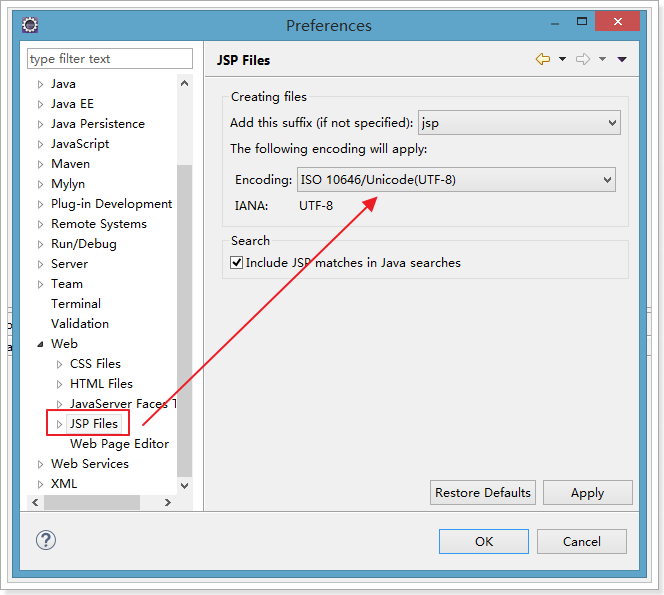 Preferences
type filter text
Java
Java EE
Java Persistence
JavaScript
Maven
Mylyn
Plug-in Development
Remote Systems
Run/Debug
Server
Team
Terminal
Validation
Web
CSS Files
HTML Files
JavaServer Faces T
JSP Files
Web Page Editor
Web Services
XML
JSP Files
Creating files
Add this suffix (if not specified): jsp
The following encoding will apply:
Encoding: ISO 10646/Unicode(UTF-8)
IANA: UTF-8
Search
Include JSP matches in Java searches
Restore Defaults Apply
? OK Cancel